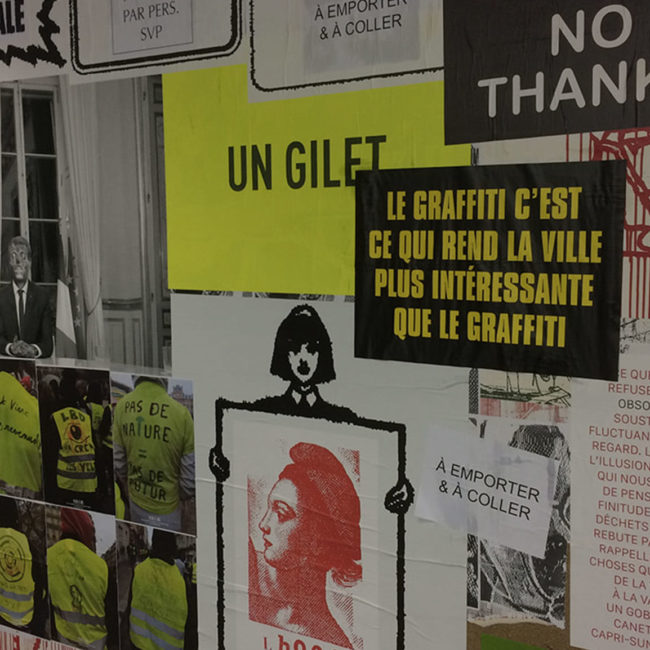 ALE
PAR PERS.
SVP
À EMPORTER
& À COLLER
NO
THANK
UN GILET
LE GRAFFITI C'EST
CE QUI REND LA VILLE
PLUS INTÉRESSANTE
QUE LE GRAFFITI
PAS DE
NATURE
=
PAS DE
FUTUR
À EMPORTER
& À COLLER
CE QUI
REFUSE
OBSO
SOUST
FLUCTUAN
REGARD, L
L'ILLUSION
QUI NOUS
DE PENS
FINITUDE
DÉCHETS
REBUTE PA
RAPPELL
CHOSES QU
DE LA
À LA VA
UN GOB
CANET
CAPRI-SUN